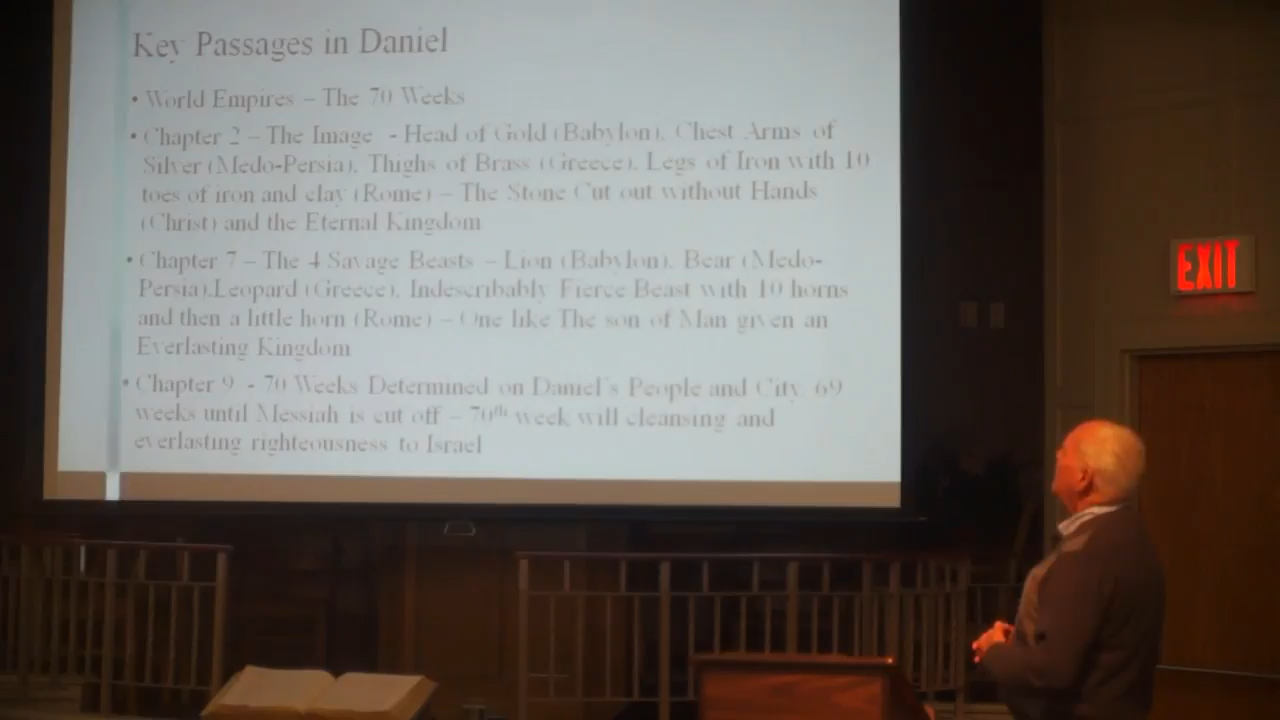 Key Passages in Daniel
• World Empires – The 70 Weeks
• Chapter 2 – The Image - Head of Gold (Babylon), Chest Arms of
Silver (Medo-Persia), Thighs of Brass (Greece), Legs of Iron with 10
toes of iron and clay (Rome) – The Stone Cut out without Hands
(Christ) and the Eternal Kingdom
• Chapter 7 – The 4 Savage Beasts – Lion (Babylon), Bear (Medo-
Persia),Leopard (Greece), Indescribably Fierce Beast with 10 horns
and then a little horn (Rome) – One like The son of Man given an
Everlasting Kingdom
• Chapter 9 - 70 Weeks Determined on Daniel's People and City, 69
weeks until Messiah is cut off – 70th week will cleansing and
everlasting righteousness to Israel
EXIT